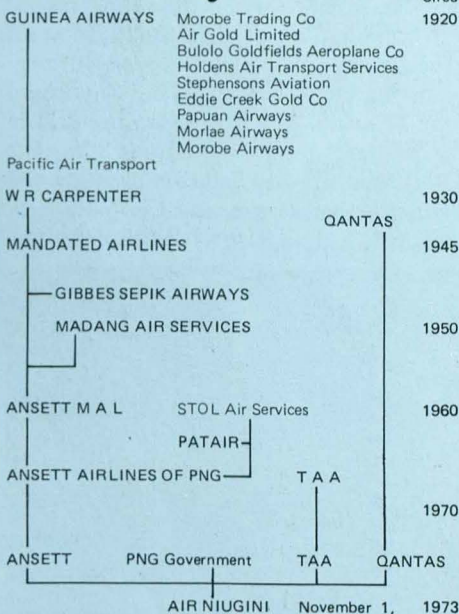 GUINEA AIRWAYS Morobe Trading Co 1920
Air Gold Limited
Bulolo Goldfields Aeroplane Co
Holdens Air Transport Services
Stephensons Aviation
Eddie Creek Gold Co
Papuan Airways
Morlae Airways
Morobe Airways
Pacific Air Transport
W R CARPENTER 1930
QANTAS
MANDATED AIRLINES 1945
GIBBES SEPIK AIRWAYS
MADANG AIR SERVICES 1950
ANSETT M A L STOL Air Services 1960
PATAIR
ANSETT AIRLINES OF PNG T A A
1970
ANSETT PNG Government TAA QANTAS
AIR NIUGINI November 1, 1973